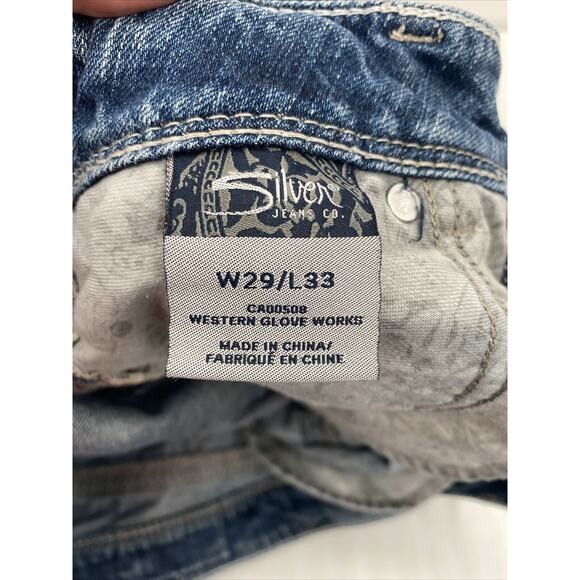 Silver
JEANS CO.
W29/L33
CA00508
WESTERN GLOVE WORKS
MADE IN CHINA/
FABRIQUÉ EN CHINE